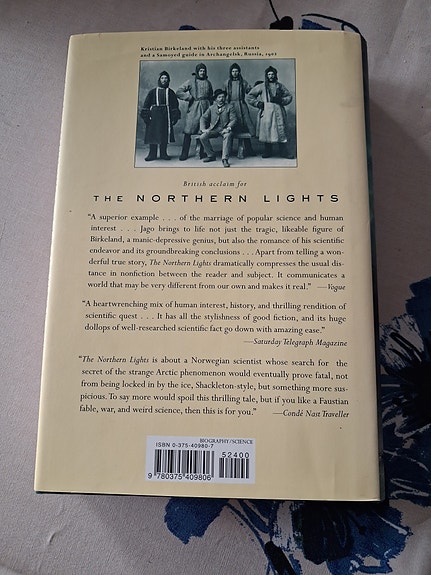 Kristian Birkeland with his three assistants
and a Samoyed guide in Archangelsk, Russia, 1902
British acclaim for
THE NORTHERN LIGHTS
“A superior example . . . of the marriage of popular science and human
interest . . . Jago brings to life not just the tragic, likeable figure of
Birkeland, a manic-depressive genius, but also the romance of his scientific
endeavor and its groundbreaking conclusions . . . Apart from telling a won-
derful true story, The Northern Lights dramatically compresses the usual dis-
tance in nonfiction between the reader and subject. It communicates a
world that may be very different from our own and makes it real.” —Vogue
“A heartwrenching mix of human interest, history, and thrilling rendition of
scientific quest . . . It has all the stylishness of good fiction, and its huge
dollops of well-researched scientific fact go down with amazing ease.”
—Saturday Telegraph Magazine
“The Northern Lights is about a Norwegian scientist whose search for the
secret of the strange Arctic phenomenon would eventually prove fatal, not
from being locked in by the ice, Shackleton-style, but something more sus-
picious. To say more would spoil this thrilling tale, but if you like a Faustian
fable, war, and weird science, then this is for you.” —Condé Nast Traveller
BIOGRAPHY/SCIENCE
ISBN 0-375-40980-7
52400
9 780375 409806